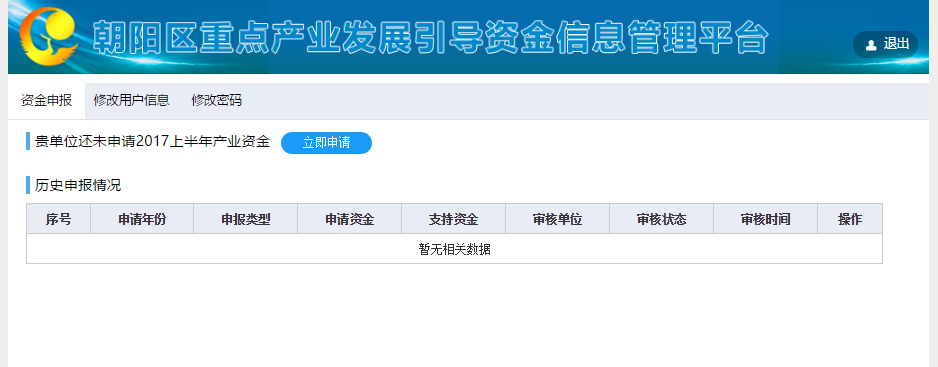 朝阳区重点产业发展引导资金信息管理平台
退出
资金申报 修改用户信息 修改密码
贵单位还未申请2017上半年产业资金 立即申请
历史申报情况
序号 申请年份 申报类型 申请资金 支持资金 审核单位 审核状态 审核时间 操作
暂无相关数据